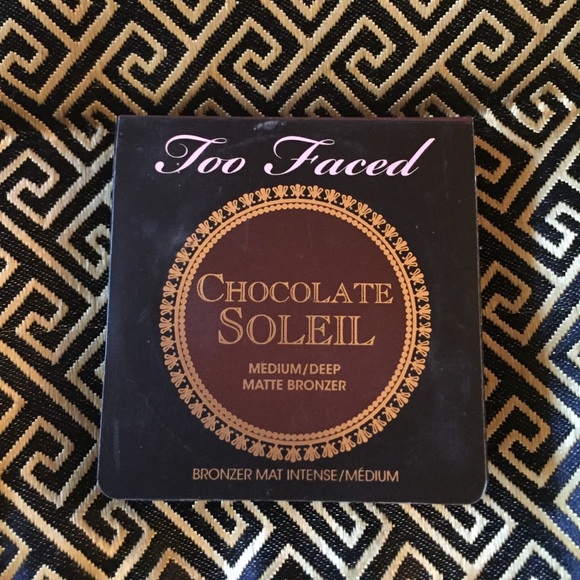 Too Faced
CHOCOLATE
SOLEIL
MEDIUM/DEEP
MATTE BRONZER
BRONZER MAT INTENSE/MÉDIUM